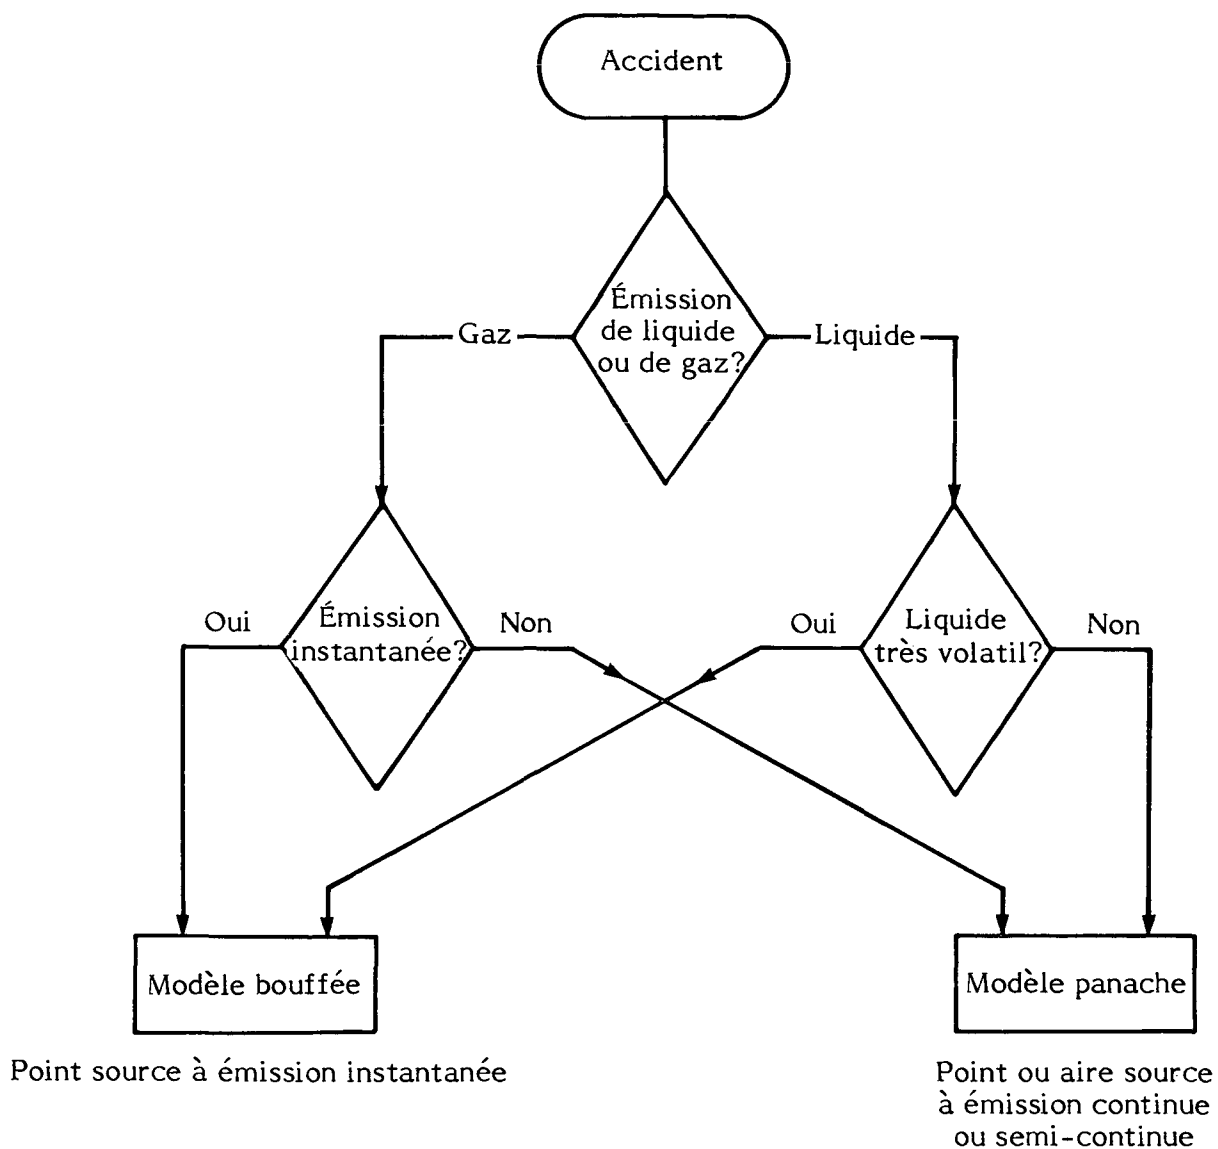 Accident
Émission
de liquide
ou de gaz?
Gaz
Liquide
Oui
Émission
instantanée?
Non
Oui
Liquide
très volatil?
Non
Modèle bouffée
Modèle panache
Point source à émission instantanée
Point ou aire source
à émission continue
ou semi-continue